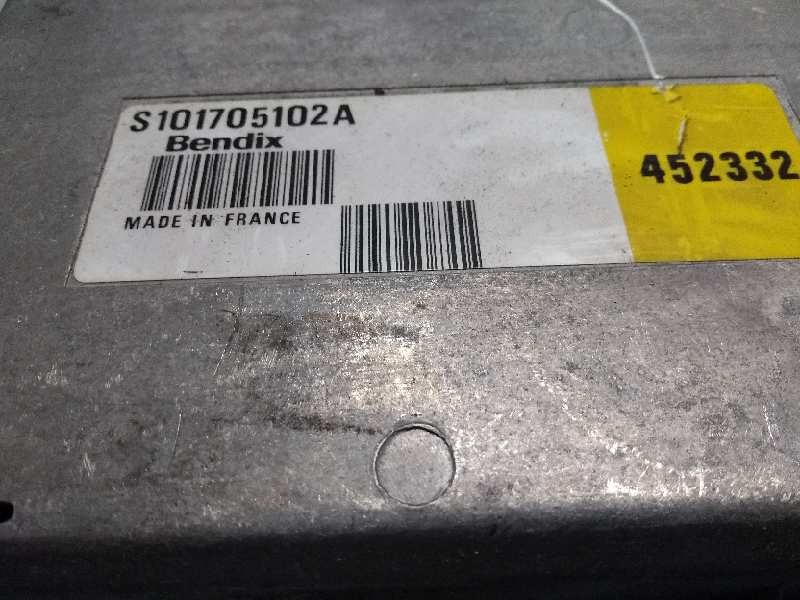 S101705102A
Bendix
452332
MADE IN FRANCE